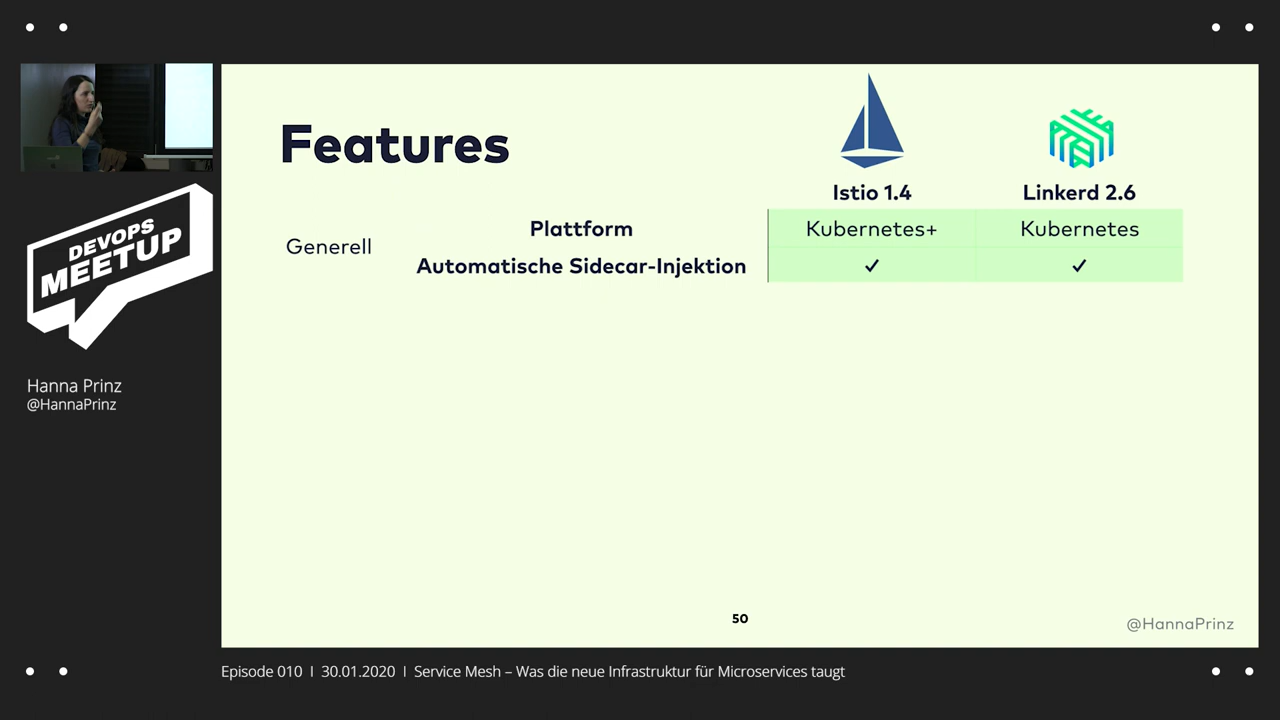 DEVOPS
MEETUP
Hanna Prinz
@HannaPrinz
Features
Istio 1.4
Linkerd 2.6
Generell
Plattform
Kubernetes+
Kubernetes
Automatische Sidecar-Injektion
✓
✓
50
@HannaPrinz
Episode 010 | 30.01.2020 | Service Mesh – Was die neue Infrastruktur für Microservices taugt